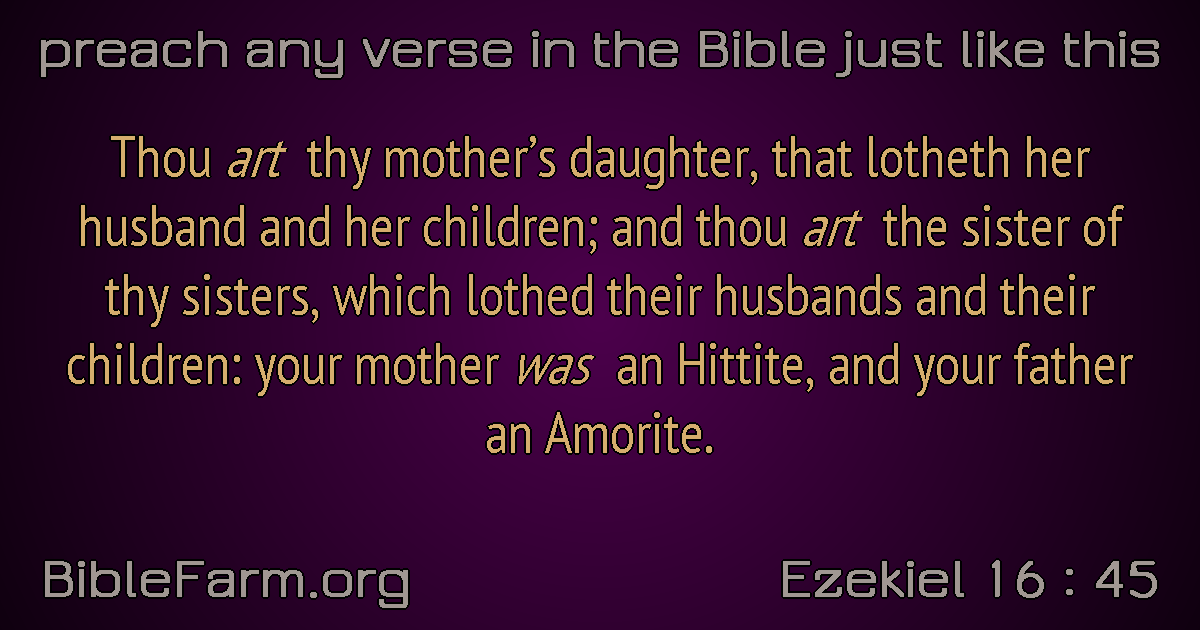 preach any verse in the Bible just like this
Thou art thy mother’s daughter, that lotheth her
husband and her children; and thou art the sister of
thy sisters, which lothed their husbands and their
children: your mother was an Hittite, and your father
an Amorite.
BibleFarm.org
Ezekiel 16 : 45